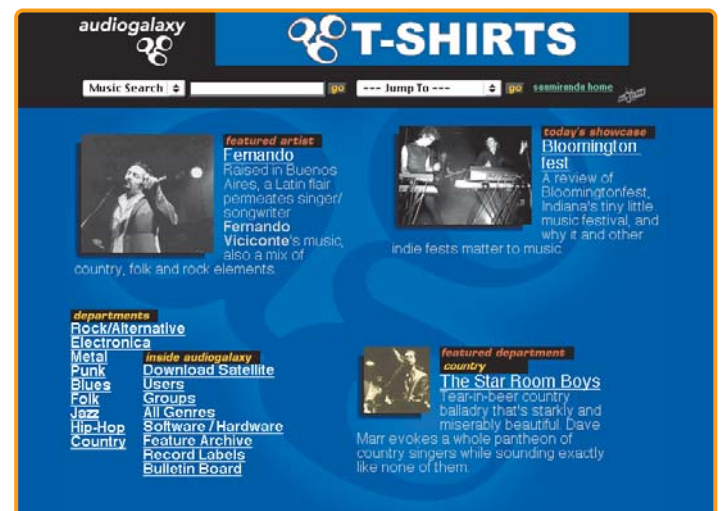 audiogalaxy
T-SHIRTS
Music Search
go
--- Jump To ---
go
featured artist
Fernando
Raised in Buenos
Aires, a Latin flair
permeates singer/
songwriter
Fernando
Viciconte's music,
also a mix of
country, folk and rock elements
today's showcase
Bloomington
fest
A review of
Bloomingtonfest,
Indiana's tiny little
music festival, and
why it and other
indie fests matter to music
departments
Rock/Alternative
Electronica
Metal
Punk
Blues
Folk
Jazz
Hip-Hop
Country
inside audiogalaxy
Download Satellite
Users
Groups
All Genres
Software / Hardware
Feature Archive
Record Labels
Bulletin Board
featured department
country
The Star Room Boys
Tear-in-beer country
balladry that's starkly and
miserably beautiful. Dave
Marr evokes a whole pantheon of
country singers while sounding exactly
like none of them.